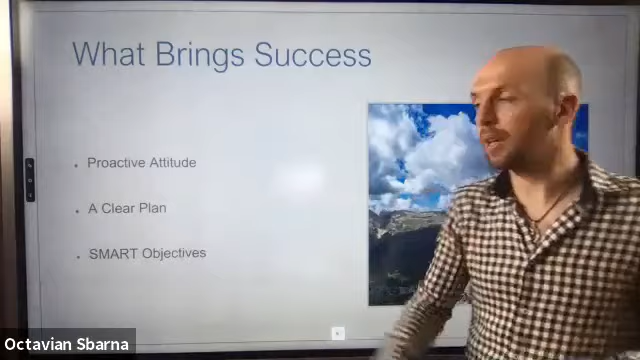 What Brings Success
Proactive Attitude
A Clear Plan
SMART Objectives
Octavian Sbarna